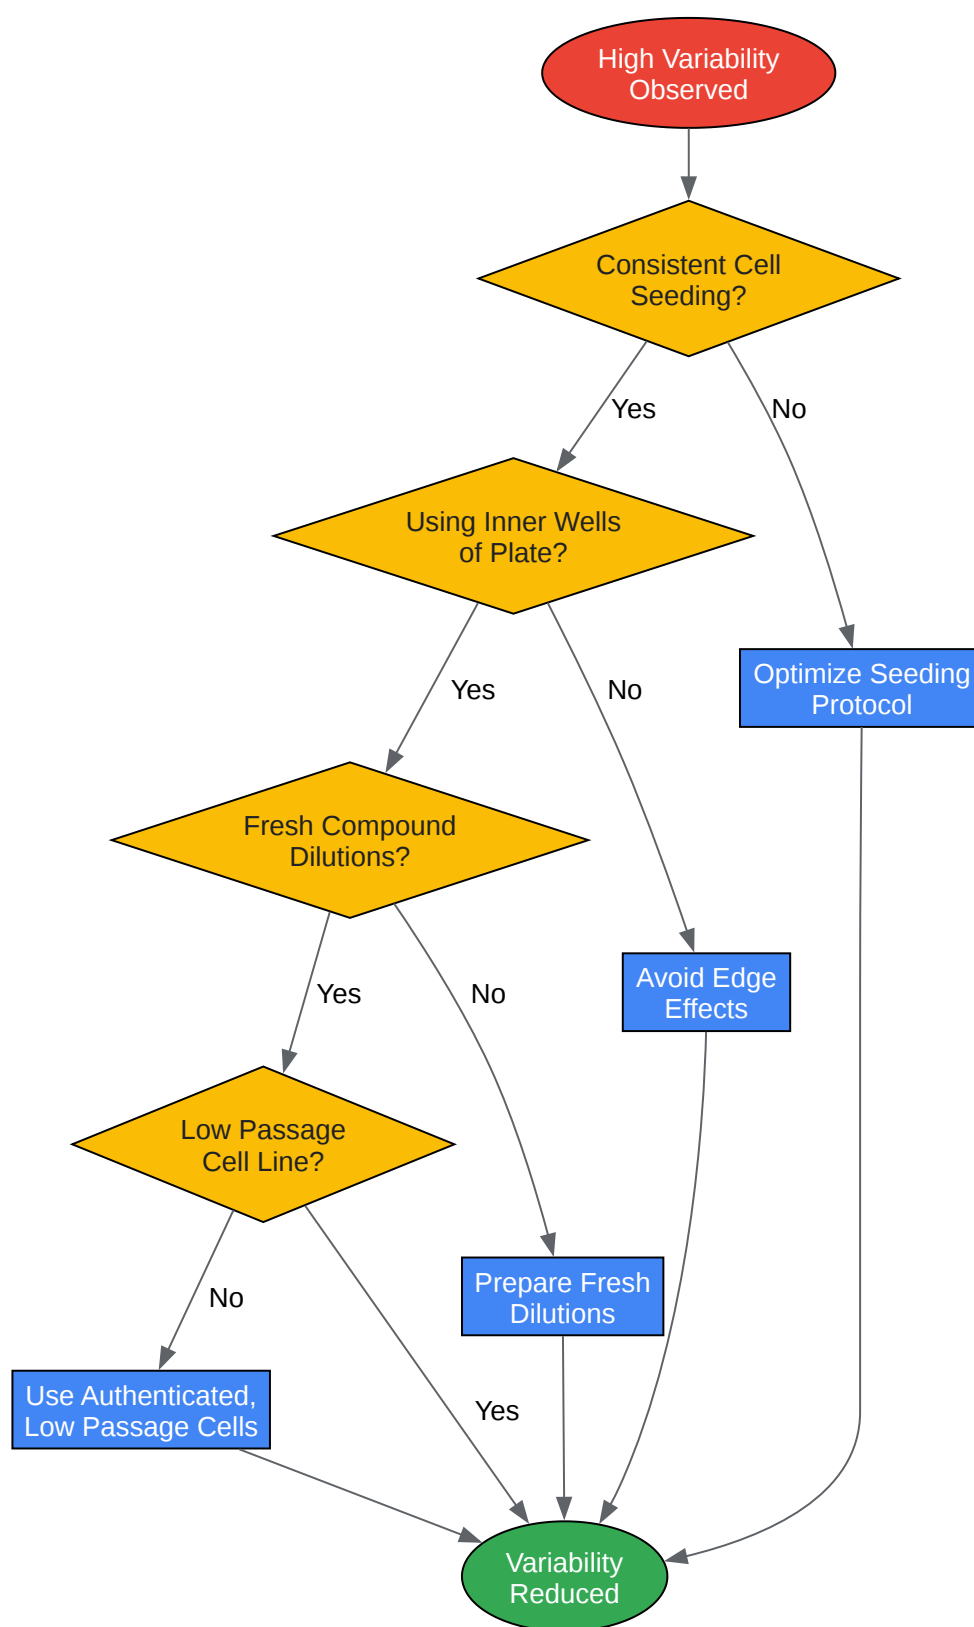 High Variability
Observed
Consistent Cell
Seeding?
Yes
No
Using Inner Wells
of Plate?
Optimize Seeding
Protocol
Yes
No
Fresh Compound
Dilutions?
Avoid Edge
Effects
Yes
No
Low Passage
Cell Line?
Prepare Fresh
Dilutions
No
Use Authenticated,
Low Passage Cells
Yes
Variability
Reduced